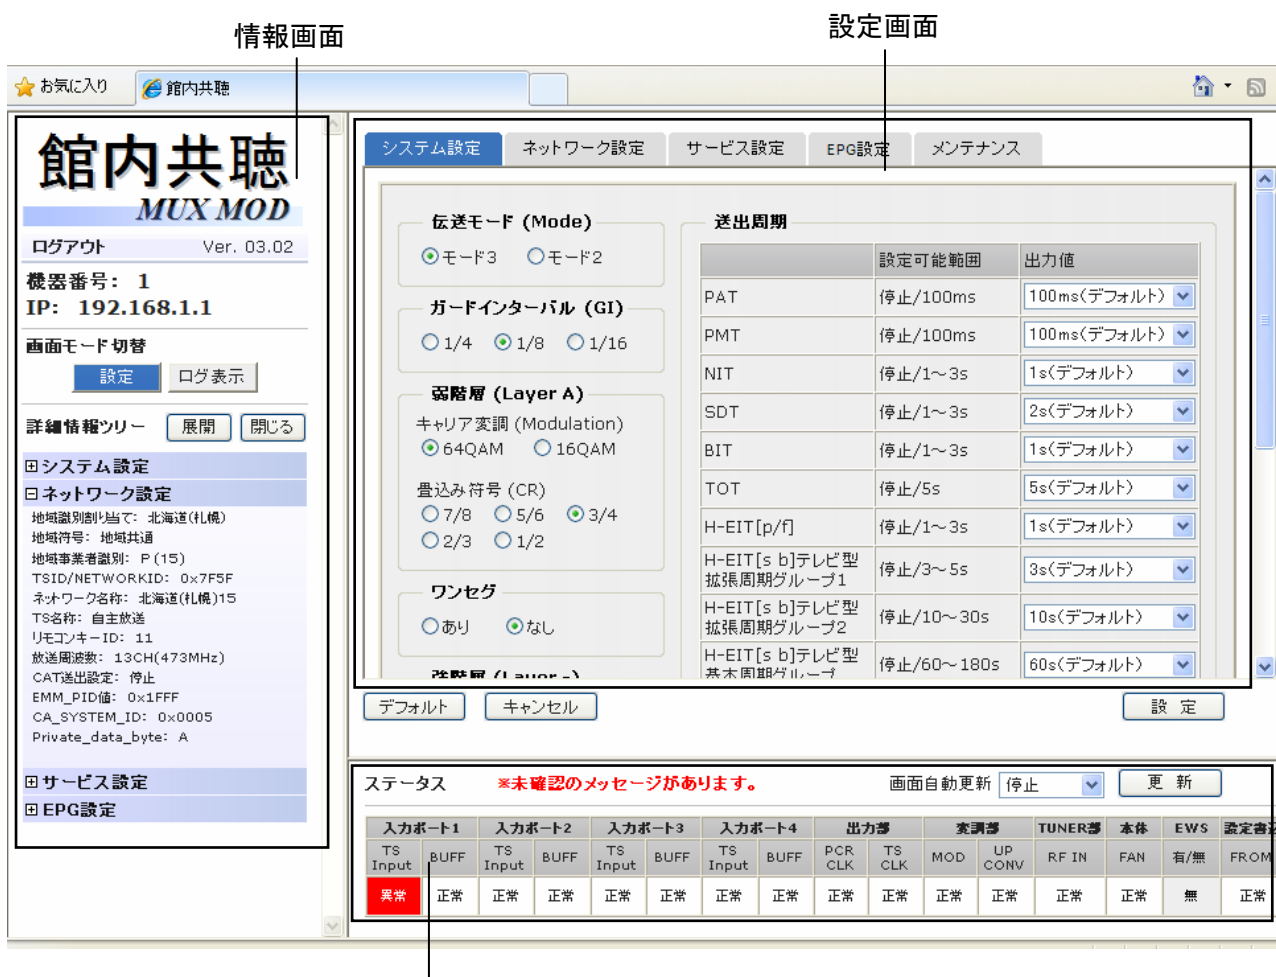 情報画面
設定画面
お気に入り
館内共聴
館内共聴
MUX MOD
ログアウト Ver. 03.02
機器番号: 1
IP: 192.168.1.1
画面モード切替
設定 ログ表示
詳細情報ツリー 展開 閉じる
システム設定
ネットワーク設定
地域識別割り当て: 北海道(札幌)
地域符号: 地域共通
地域事業者識別: P(15)
TSID/NETWORKID: 0x7F5F
ネットワーク名称: 北海道(札幌)15
TS名称: 自主放送
リモコンキーID: 11
放送周波数: 13CH(473MHz)
CAT送出設定: 停止
EMM_PID値: 0x1FFF
CA_SYSTEM_ID: 0x0005
Private_data_byte: A
サービス設定
EPG設定
システム設定 ネットワーク設定 サービス設定 EPG設定 メンテナンス
伝送モード (Mode)
モード3 モード2
ガードインターバル (GI)
1/4 1/8 1/16
弱階層 (Layer A)
キャリア変調 (Modulation)
64QAM 16QAM
畳込み符号 (CR)
7/8 5/6 3/4
2/3 1/2
ワンセグ
あり なし
強階層 (Layer -)
送出周期
設定可能範囲 出力値
PAT 停止/100ms 100ms(デフォルト)
PMT 停止/100ms 100ms(デフォルト)
NIT 停止/1～3s 1s(デフォルト)
SDT 停止/1～3s 2s(デフォルト)
BIT 停止/1～3s 1s(デフォルト)
TOT 停止/5s 5s(デフォルト)
H-EIT[p/f] 停止/1～3s 1s(デフォルト)
H-EIT[s b]テレビ型
拡張周期グループ1 停止/3～5s 3s(デフォルト)
H-EIT[s b]テレビ型
拡張周期グループ2 停止/10～30s 10s(デフォルト)
H-EIT[s b]テレビ型
基本周期グループ 停止/60～180s 60s(デフォルト)
デフォルト キャンセル 設 定
ステータス ※未確認のメッセージがあります。 画面自動更新 停止 更 新
入力ポート1 入力ポート2 入力ポート3 入力ポート4 出力部 変調部 TUNER部 本体 EWS 設定書込
TS Input BUFF TS Input BUFF TS Input BUFF TS Input BUFF PCR CLK TS CLK MOD UP CONV RF IN FAN 有/無 FROM
異常 正常 正常 正常 正常 正常 正常 正常 正常 正常 正常 正常 正常 正常 無 正常